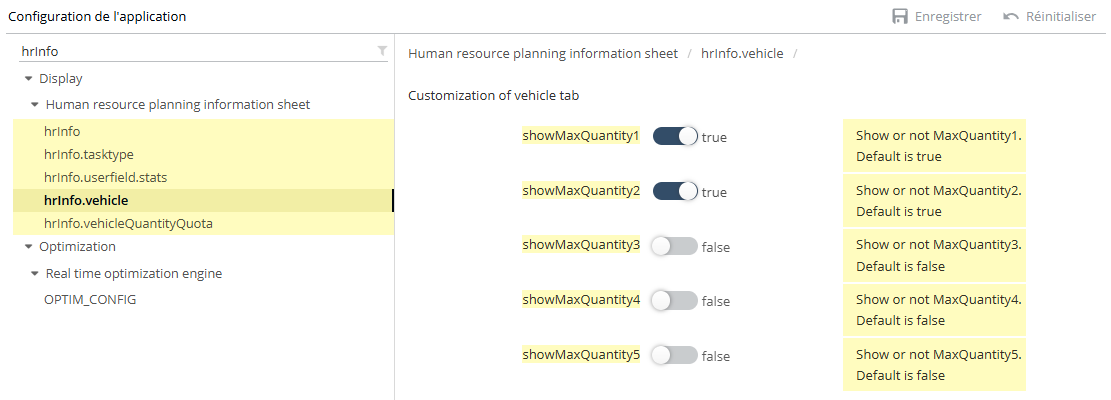 Configuration de l'application
Enregistrer
Réinitialiser
hrInfo
Display
Human resource planning information sheet
hrInfo
hrInfo.tasktype
hrInfo.userfield.stats
hrInfo.vehicle
hrInfo.vehicleQuantityQuota
Optimization
Real time optimization engine
OPTIM_CONFIG
Human resource planning information sheet / hrInfo.vehicle /
Customization of vehicle tab
showMaxQuantity1 true
Show or not MaxQuantity1.
Default is true
showMaxQuantity2 true
Show or not MaxQuantity2.
Default is true
showMaxQuantity3 false
Show or not MaxQuantity3.
Default is false
showMaxQuantity4 false
Show or not MaxQuantity4.
Default is false
showMaxQuantity5 false
Show or not MaxQuantity5.
Default is false